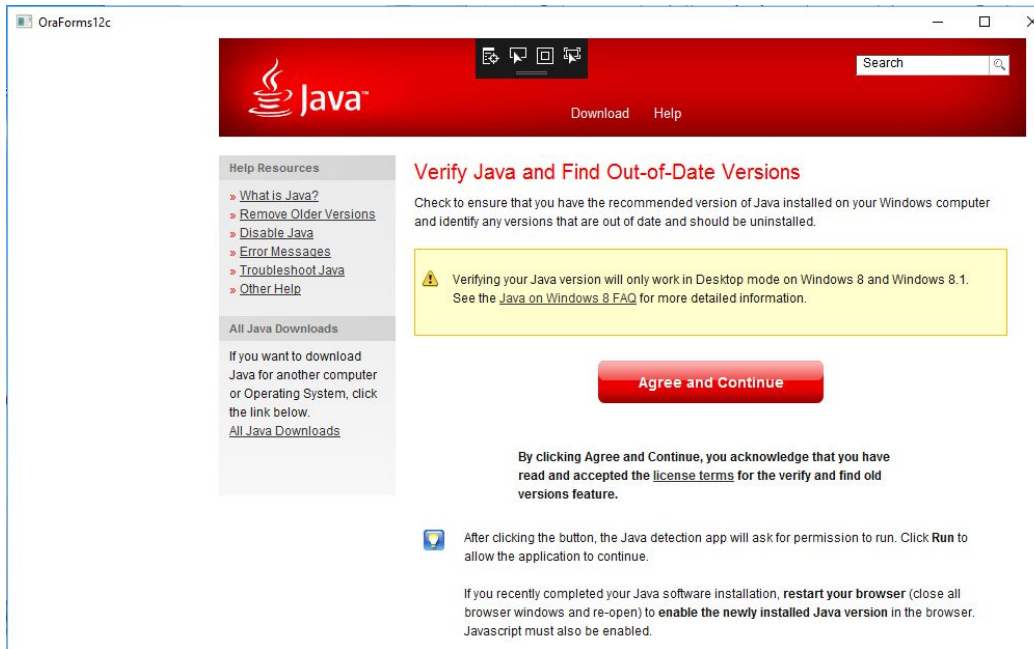 OraForms12c
Java™
Search
Download Help
Help Resources
» What is Java?
» Remove Older Versions
» Disable Java
» Error Messages
» Troubleshoot Java
» Other Help
All Java Downloads
If you want to download
Java for another computer
or Operating System, click
the link below.
All Java Downloads
Verify Java and Find Out-of-Date Versions
Check to ensure that you have the recommended version of Java installed on your Windows computer
and identify any versions that are out of date and should be uninstalled.
Verifying your Java version will only work in Desktop mode on Windows 8 and Windows 8.1.
See the Java on Windows 8 FAQ for more detailed information.
Agree and Continue
By clicking Agree and Continue, you acknowledge that you have
read and accepted the license terms for the verify and find old
versions feature.
After clicking the button, the Java detection app will ask for permission to run. Click Run to
allow the application to continue.
If you recently completed your Java software installation, restart your browser (close all
browser windows and re-open) to enable the newly installed Java version in the browser.
Javascript must also be enabled.